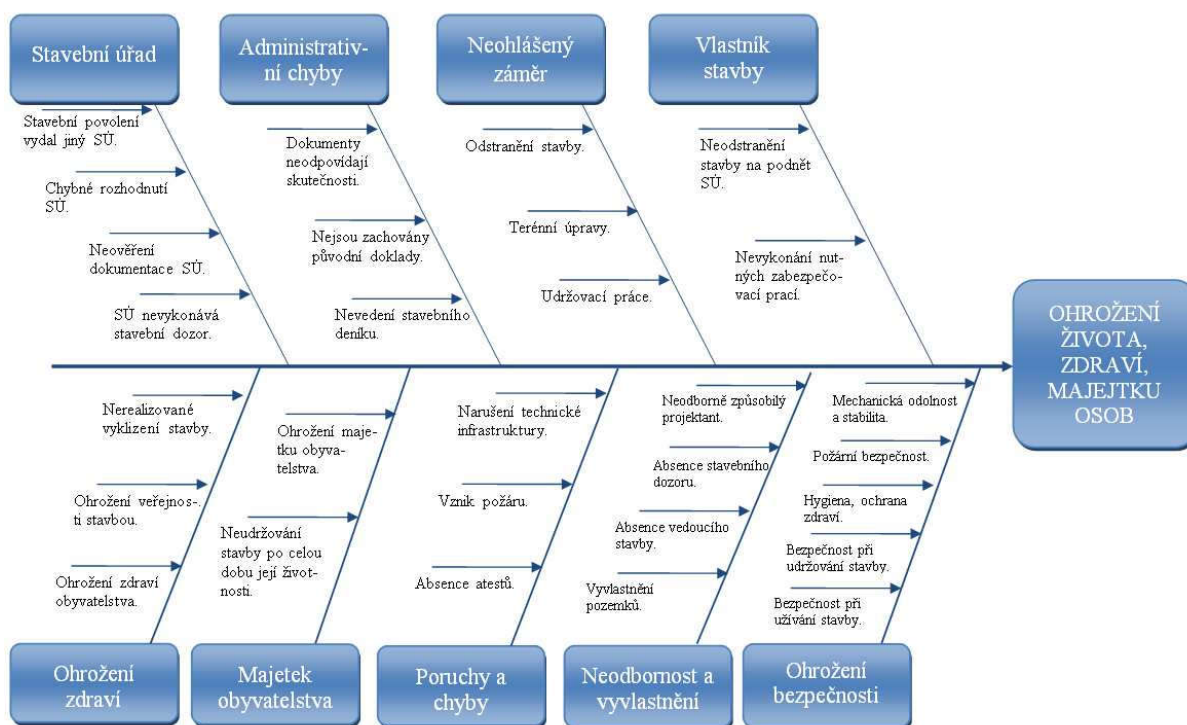 Stavební úřad
Administrativ-
ní chyby
Neohlášený
záměr
Vlastník
stavby
Stavební povolení
vydal jiný SÚ.
Chybné rozhodnutí
SÚ.
Neověření
dokumentace SÚ.
SÚ nevykonává
stavební dozor.
Dokumenty
neodpovídají
skutečnosti.
Nejsou zachovány
původní doklady.
Nevedení stavebního
deníku.
Odstranění stavby.
Terénní úpravy.
Udržovací práce.
Neodstranění
stavby na podnět
SÚ.
Nevykonání nut-
ných zabezpečo-
vací prací.
OHROŽENÍ
ŽIVOTA,
ZDRAVÍ,
MAJEJTKU
OSOB
Nerealizované
vyklizení stavby.
Ohrožení veřejnos-.
ti stavbou.
Ohrožení zdraví
obyvatelstva.
Ohrožení maje-
tku obyva-
telstva.
Neudržování
stavby po celou
dobu její život-
nosti.
Narušení technické
infrastruktury.
Vznik požáru.
Absence atestů.
Neodborně způsobilý
projektant.
Absence stavebního
dozoru.
Absence vedoucího
stavby.
Vyvlastnění
pozemků.
Mechanická odolnost
a stabilita.
Požární bezpečnost.
Hygiena, ochrana
zdraví.
Bezpečnost při
udržování stavby.
Bezpečnost při
užívání stavby.
Ohrožení
zdraví
Majetek
obyvatelstva
Poruchy a
chyby
Neodbornost a
vyvlastnění
Ohrožení
bezpečnosti